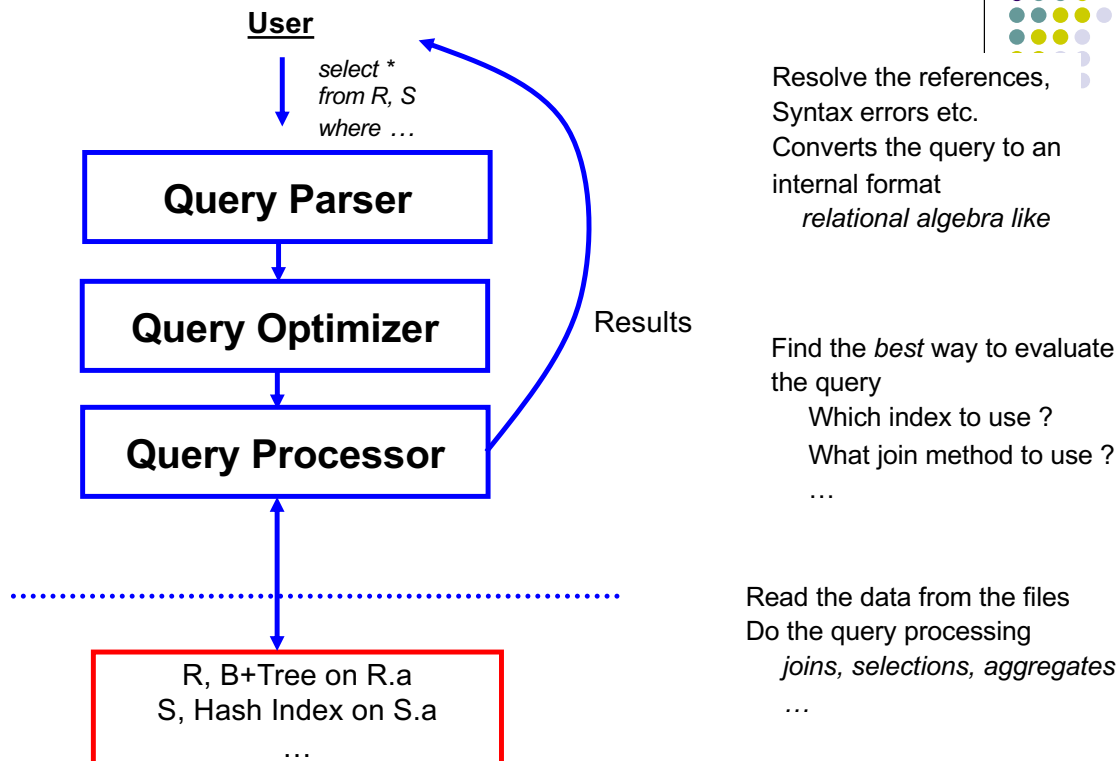 User
select *
from R, S
where …
Query Parser
Query Optimizer
Query Processor
Results
R, B+Tree on R.a
S, Hash Index on S.a
…
Resolve the references,
Syntax errors etc.
Converts the query to an
internal format
relational algebra like
Find the best way to evaluate
the query
Which index to use ?
What join method to use ?
…
Read the data from the files
Do the query processing
joins, selections, aggregates
…